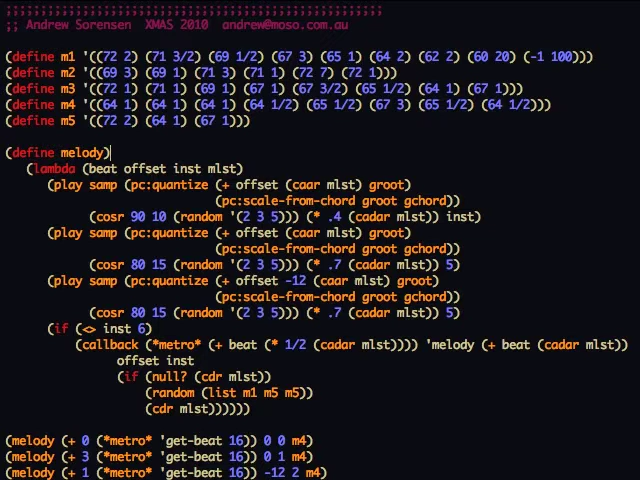 ;;;;;;;;;;;;;;;;;;;;;;;;;;;;;;;;;;;;;;;;;;;;;;;;;;;;;;
;; Andrew Sorensen  XMAS 2010  andrew@moso.com.au
(define m1 '((72 2) (71 3/2) (69 1/2) (67 3) (65 1) (64 2) (62 2) (60 20) (-1 100)))
(define m2 '((69 3) (69 1) (71 3) (71 1) (72 7) (72 1)))
(define m3 '((72 1) (71 1) (69 1) (67 1) (67 3/2) (65 1/2) (64 1) (67 1)))
(define m4 '((64 1) (64 1) (64 1) (64 1/2) (65 1/2) (67 3) (65 1/2) (64 1/2)))
(define m5 '((72 2) (64 1) (67 1)))
(define melody)
(lambda (beat offset inst mlst)
(play samp (pc:quantize (+ offset (caar mlst) groot)
(pc:scale-from-chord groot gchord))
(cosr 90 10 (random '(2 3 5))) (* .4 (cadar mlst)) inst)
(play samp (pc:quantize (+ offset (caar mlst) groot)
(pc:scale-from-chord groot gchord))
(cosr 80 15 (random '(2 3 5))) (* .7 (cadar mlst)) 5)
(play samp (pc:quantize (+ offset -12 (caar mlst) groot)
(pc:scale-from-chord groot gchord))
(cosr 80 15 (random '(2 3 5))) (* .7 (cadar mlst)) 5)
(if (<> inst 6)
(callback (*metro* (+ beat (* 1/2 (cadar mlst)))) 'melody (+ beat (cadar mlst))
offset inst
(if (null? (cdr mlst))
(random (list m1 m5 m5))
(cdr mlst))))))
(melody (+ 0 (*metro* 'get-beat 16)) 0 0 m4)
(melody (+ 3 (*metro* 'get-beat 16)) 0 1 m4)
(melody (+ 1 (*metro* 'get-beat 16)) -12 2 m4)